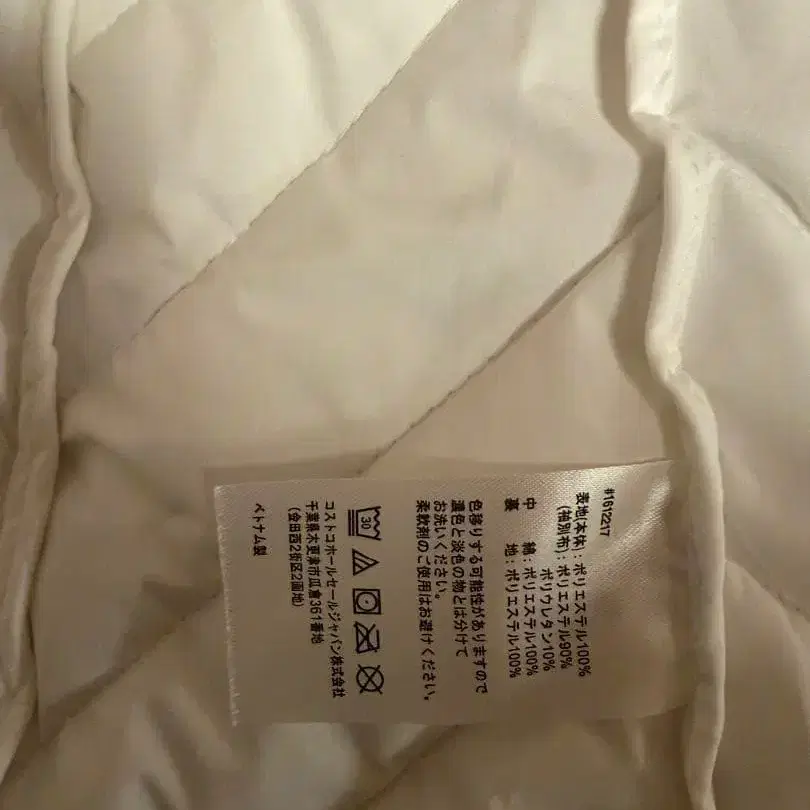 #1612217
表地(本体):ポリエステル100%
(袖別布):ポリエステル90%
ポリウレタン10%
中 綿:ポリエステル100%
裏 地:ポリエステル100%
色移りする可能性がありますので
濃色と淡色の物とは分けて
お洗いください。
柔軟剤のご使用はお避けください。
30
コストコホールセールジャパン株式会社
千葉県木更津市瓜倉361番地
(金田西2街区2画地)
ベトナム製